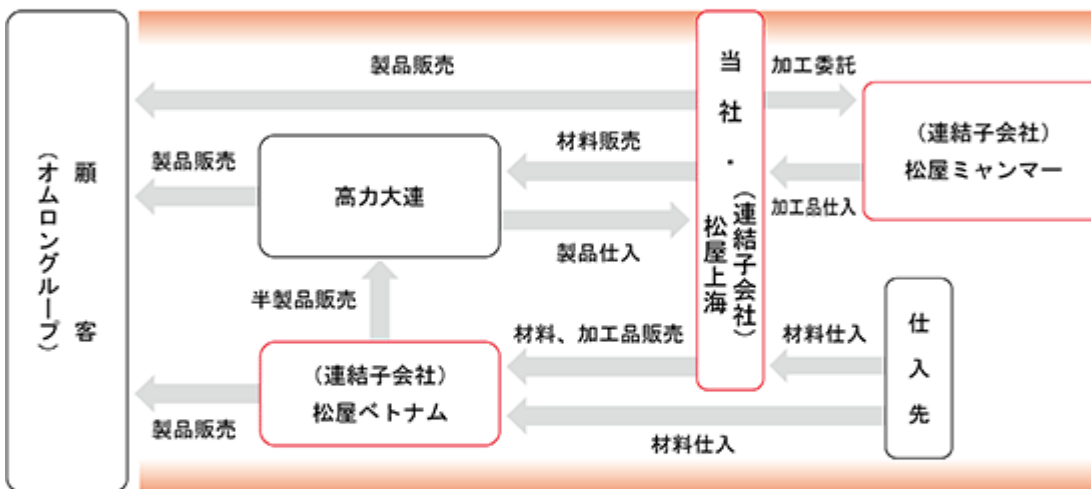 顧客
（オムロングループ）
製品販売
加工委託
当社・
（連結子会社）
松屋上海
（連結子会社）
松屋ミャンマー
材料販売
製品販売
高力大連
加工品仕入
製品仕入
半製品販売
材料、加工品販売
材料仕入
仕入先
（連結子会社）
松屋ベトナム
製品販売
材料仕入